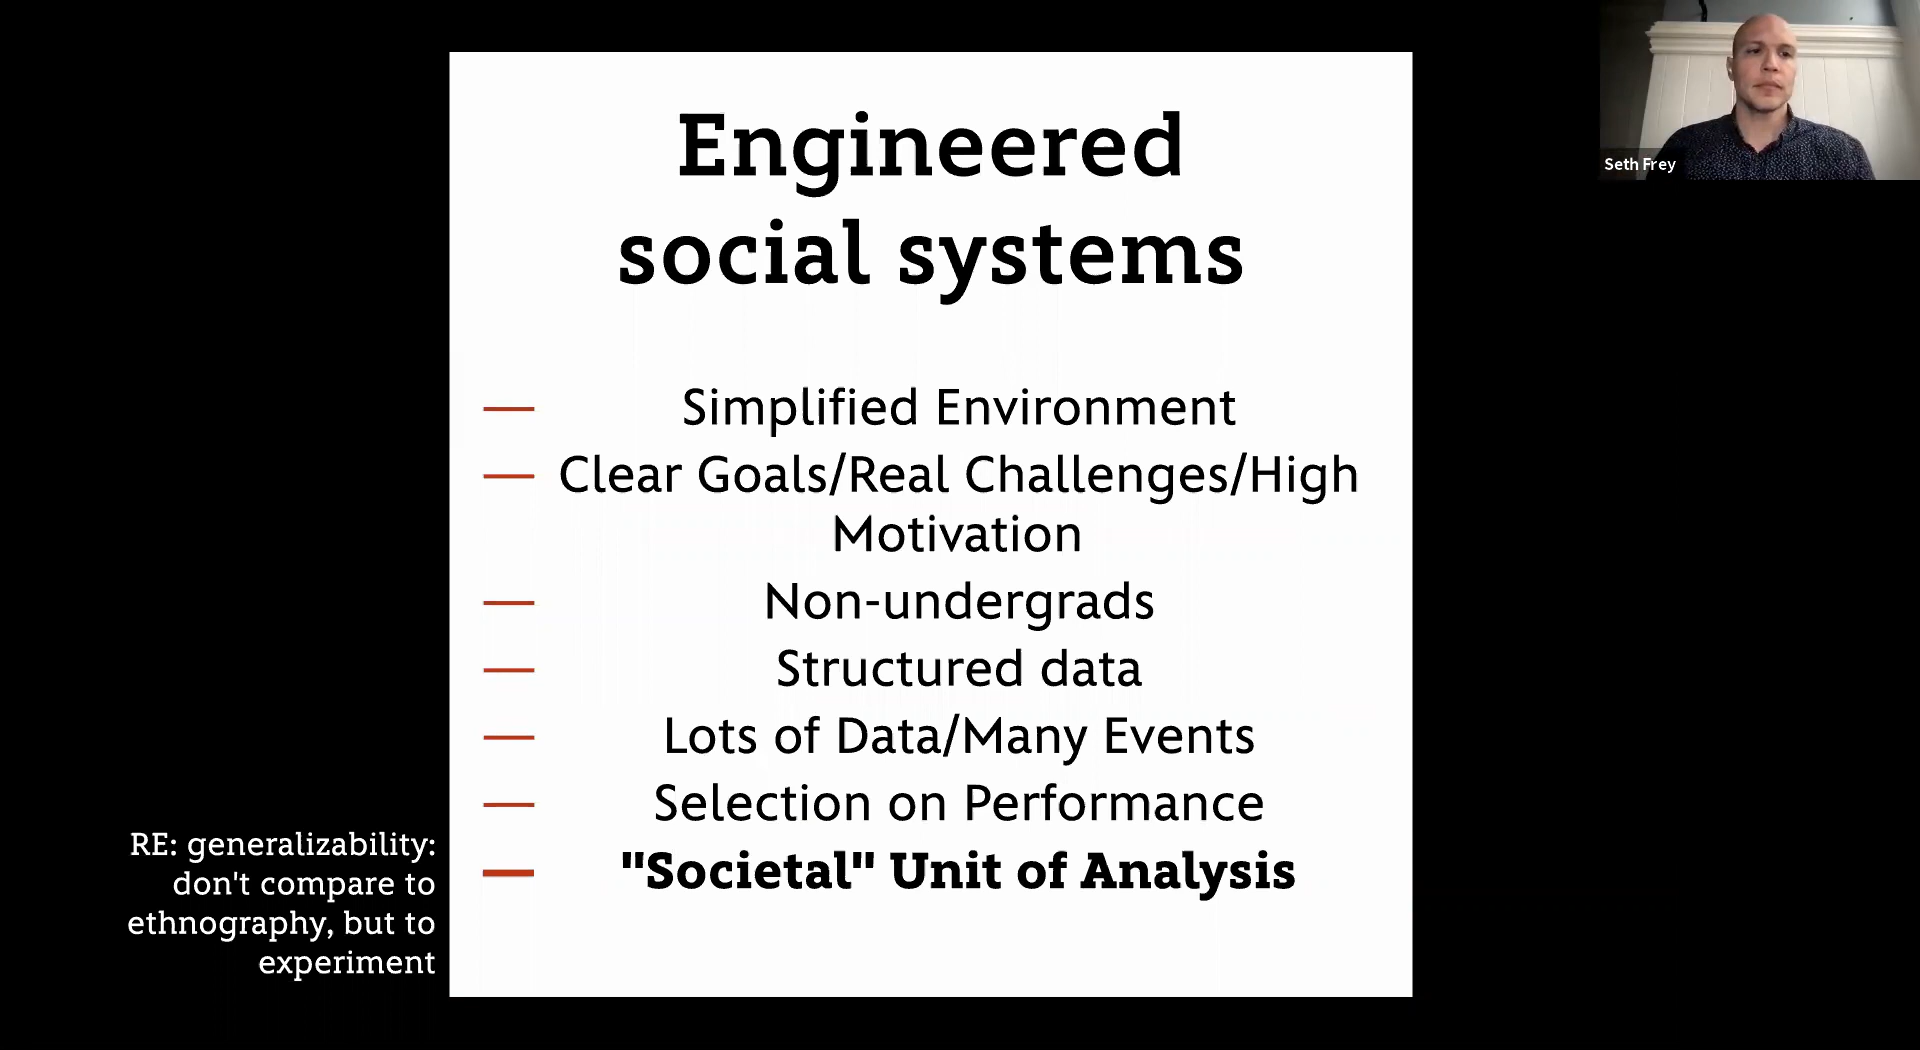 Engineered
social systems
— Simplified Environment
— Clear Goals/Real Challenges/High
Motivation
— Non-undergrads
— Structured data
— Lots of Data/Many Events
— Selection on Performance
— "Societal" Unit of Analysis
RE: generalizability:
don't compare to
ethnography, but to
experiment
Seth Frey